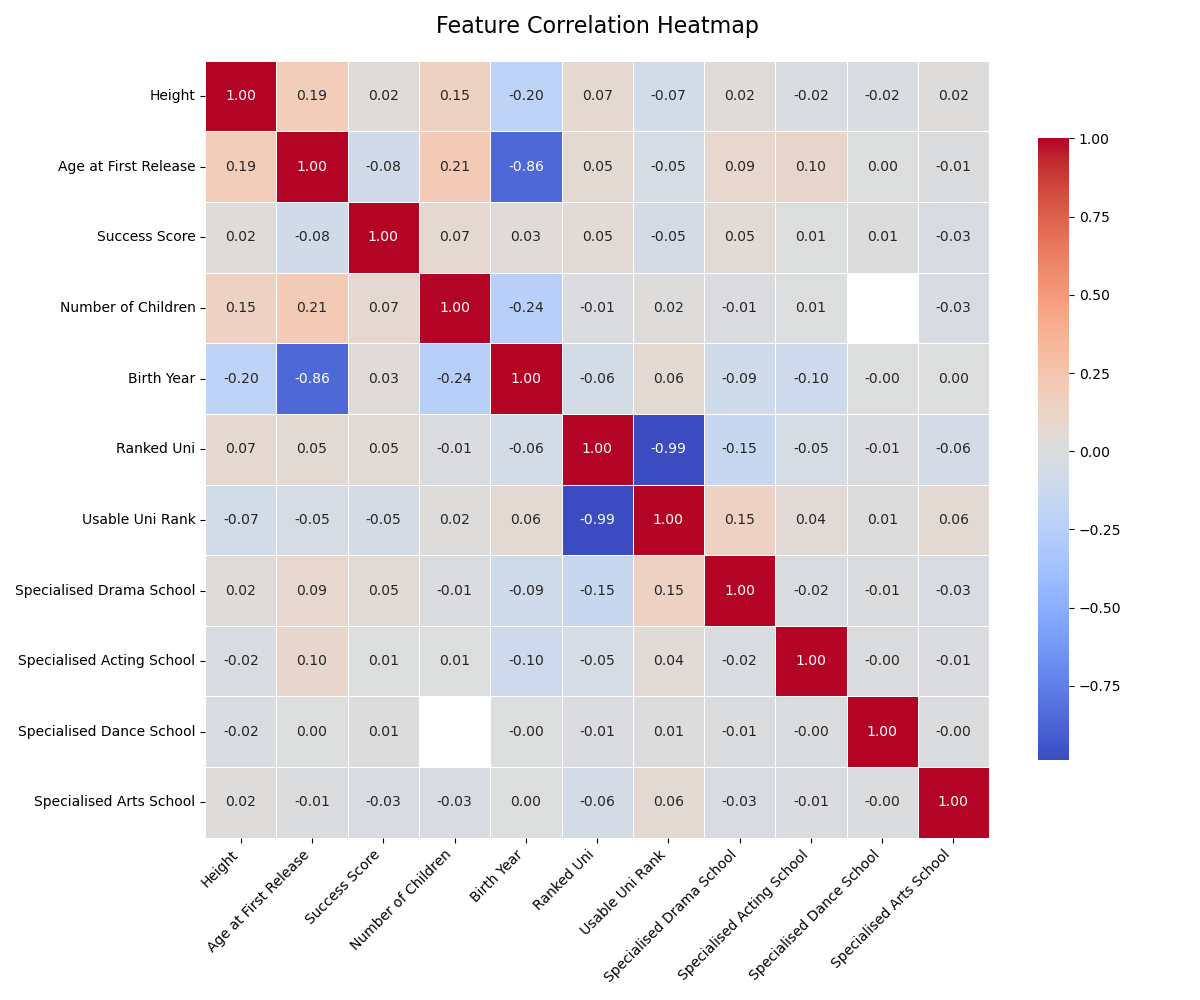 Feature Correlation Heatmap
Height 1.00 0.19 0.02 0.15 -0.20 0.07 -0.07 0.02 -0.02 -0.02 0.02
Age at First Release 0.19 1.00 -0.08 0.21 -0.86 0.05 -0.05 0.09 0.10 0.00 -0.01
Success Score 0.02 -0.08 1.00 0.07 0.03 0.05 -0.05 0.05 0.01 0.01 -0.03
Number of Children 0.15 0.21 0.07 1.00 -0.24 -0.01 0.02 -0.01 0.01 -0.03
Birth Year -0.20 -0.86 0.03 -0.24 1.00 -0.06 0.06 -0.09 -0.10 -0.00 0.00
Ranked Uni 0.07 0.05 0.05 -0.01 -0.06 1.00 -0.99 -0.15 -0.05 -0.01 -0.06
Usable Uni Rank -0.07 -0.05 -0.05 0.02 0.06 -0.99 1.00 0.15 0.04 0.01 0.06
Specialised Drama School 0.02 0.09 0.05 -0.01 -0.09 -0.15 0.15 1.00 -0.02 -0.01 -0.03
Specialised Acting School -0.02 0.10 0.01 0.01 -0.10 -0.05 0.04 -0.02 1.00 -0.00 -0.01
Specialised Dance School -0.02 0.00 0.01 -0.00 -0.01 0.01 -0.01 -0.00 1.00 -0.00
Specialised Arts School 0.02 -0.01 -0.03 -0.03 0.00 -0.06 0.06 -0.03 -0.01 -0.00 1.00
Height
Age at First Release
Success Score
Number of Children
Birth Year
Ranked Uni
Usable Uni Rank
Specialised Drama School
Specialised Acting School
Specialised Dance School
Specialised Arts School
1.00
0.75
0.50
0.25
0.00
−0.25
−0.50
−0.75